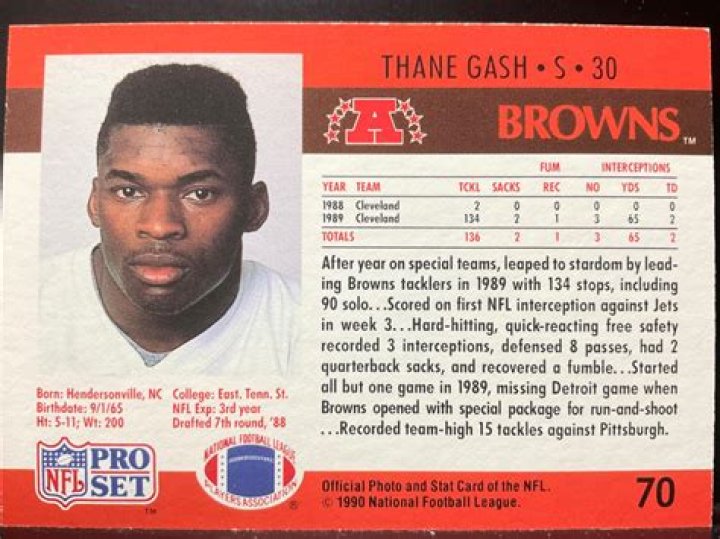 THANE GASH • S • 30
A BROWNS™
FUM INTERCEPTIONS
YEAR TEAM TCKL SACKS REC NO YDS TD
1988 Cleveland 2 0 0 0 0 0
1989 Cleveland 134 2 1 3 65 2
TOTALS 136 2 1 3 65 2
After year on special teams, leaped to stardom by lead-
ing Browns tacklers in 1989 with 134 stops, including
90 solo...Scored on first NFL interception against Jets
in week 3...Hard-hitting, quick-reacting free safety
recorded 3 interceptions, defensed 8 passes, had 2
quarterback sacks, and recovered a fumble...Started
all but one game in 1989, missing Detroit game when
Browns opened with special package for run-and-shoot
...Recorded team-high 15 tackles against Pittsburgh.
Born: Hendersonville, NC
Birthdate: 9/1/65
Ht: 5-11; Wt: 200
College: East. Tenn. St.
NFL Exp: 3rd year
Drafted 7th round, '88
NFL PRO SET ™
NATIONAL FOOTBALL LEAGUE
PLAYERS ASSOCIATION ®
Official Photo and Stat Card of the NFL.
© 1990 National Football League.
70